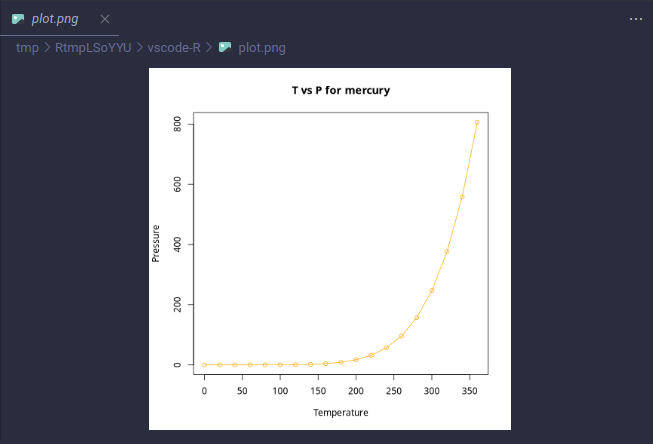 plot.png
tmp > RtmpLSoYYU > vscode-R > plot.png
T vs P for mercury
800
600
400
200
0
Pressure
0 50 100 150 200 250 300 350
Temperature